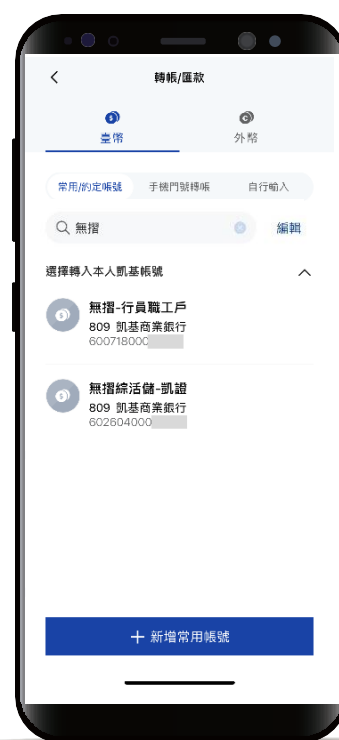 轉帳/匯款
臺幣
外幣
常用/約定帳號
手機門號轉帳
自行輸入
無摺
編輯
選擇轉入本人凱基帳號
無摺-行員職工戶
809 凱基商業銀行
600718000
無摺綜活儲-凱證
809 凱基商業銀行
602604000
新增常用帳號